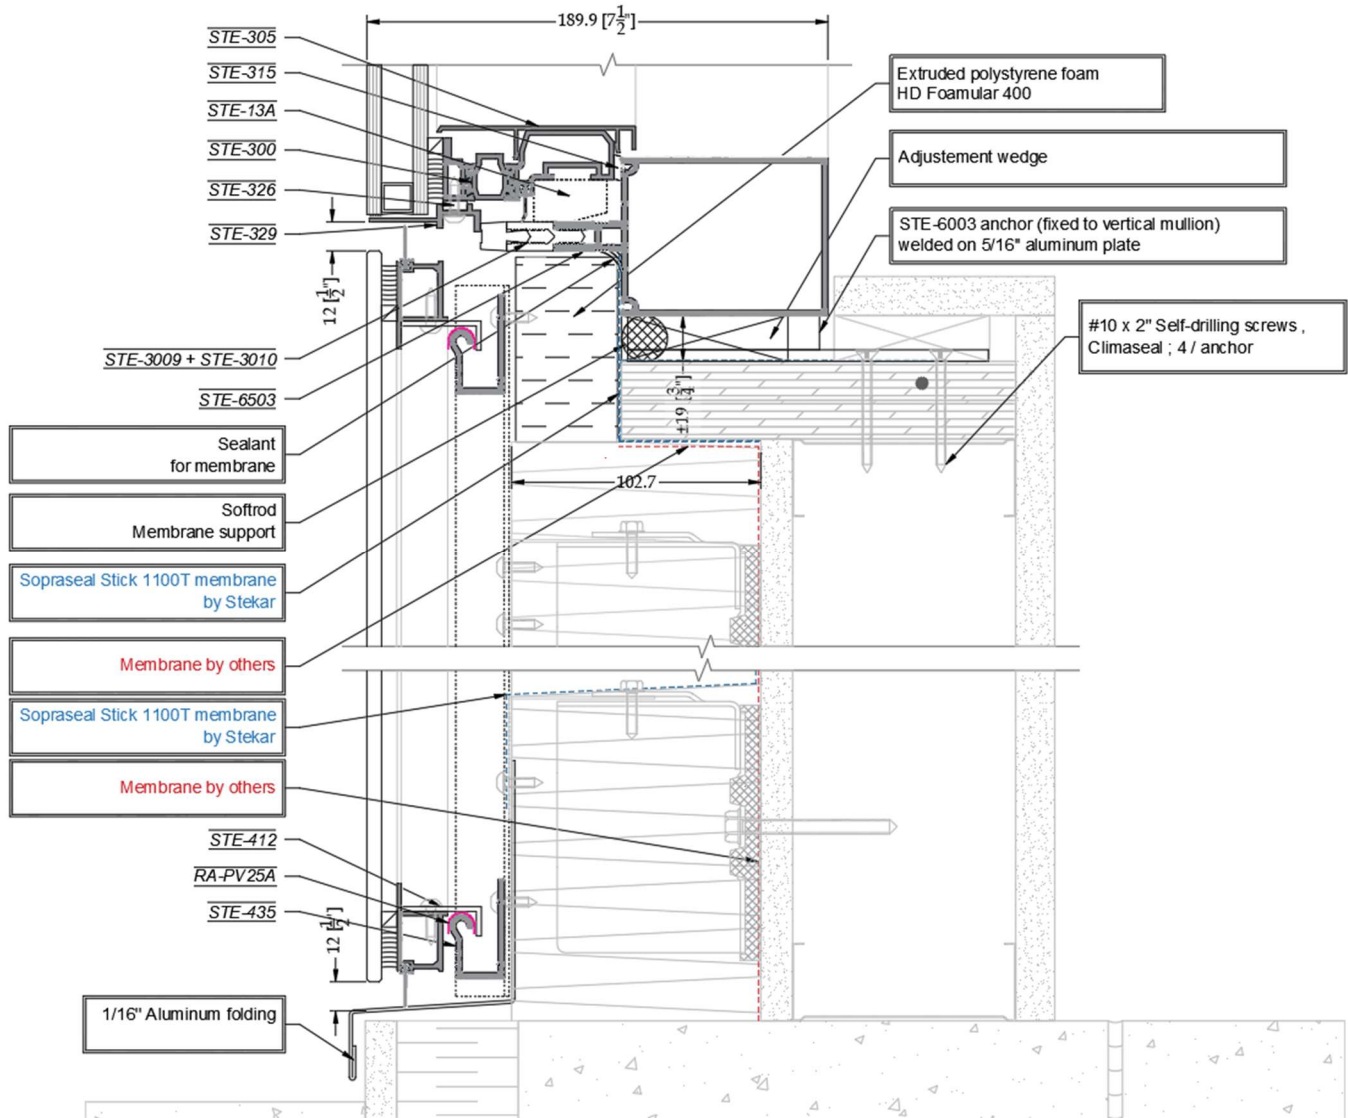 189.9 [7 1/2"]
STE-305
STE-315
STE-13A
STE-300
STE-326
STE-329
12 [1/2"]
STE-3009 + STE-3010
STE-6503
Sealant
for membrane
Softrod
Membrane support
Sopraseal Stick 1100T membrane
by Stekar
Membrane by others
Sopraseal Stick 1100T membrane
by Stekar
Membrane by others
STE-412
RA-PV25A
STE-435
12 [1/2"]
1/16" Aluminum folding
Extruded polystyrene foam
HD Foamular 400
Adjustement wedge
STE-6003 anchor (fixed to vertical mullion)
welded on 5/16" aluminum plate
#10 x 2" Self-drilling screws ,
Climaseal ; 4 / anchor
±19 [3/4"]
102.7